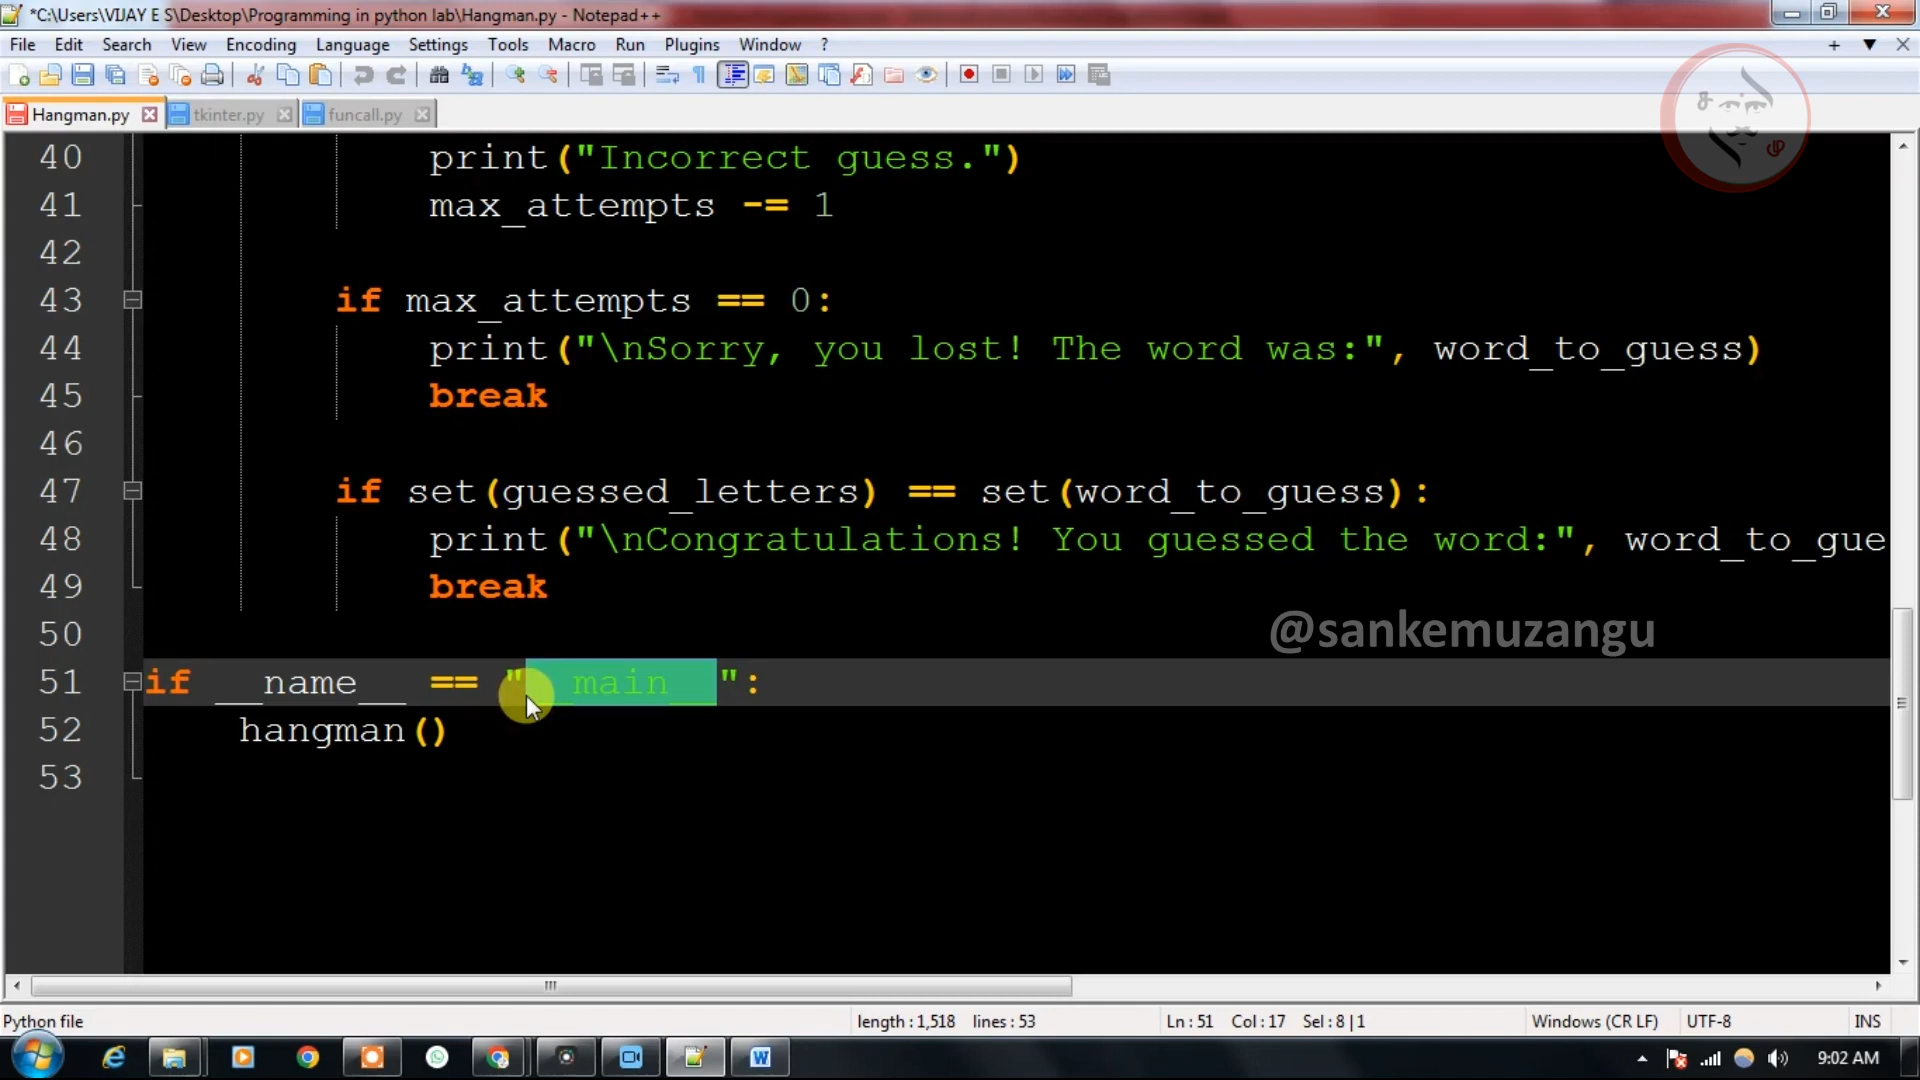 *C:\Users\VIJAY E S\Desktop\Programming in python lab\Hangman.py - Notepad++
File Edit Search View Encoding Language Settings Tools Macro Run Plugins Window ?
Hangman.py tkinter.py funcall.py
40 print("Incorrect guess.")
41 max_attempts -= 1
42
43 if max_attempts == 0:
44 print("\nSorry, you lost! The word was:", word_to_guess)
45 break
46
47 if set(guessed_letters) == set(word_to_guess):
48 print("\nCongratulations! You guessed the word:", word_to_gue
49 break
50
@sankemuzangu
51 if __name__ == "__main__":
52 hangman()
53
Python file length : 1,518 lines : 53 Ln : 51 Col : 17 Sel : 8 | 1 Windows (CR LF) UTF-8 INS
9:02 AM